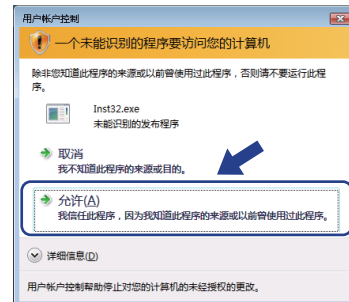 用户帐户控制
一个未能识别的程序要访问您的计算机
除非您知道此程序的来源或以前曾使用过此程序，否则请不要运行此程
序。
Inst32.exe
未能识别的发布程序
取消
我不知道此程序的来源或目的。
允许(A)
我信任此程序，因为我知道此程序的来源或以前曾使用过此程序。
详细信息(D)
用户帐户控制帮助停止对您的计算机的未经授权的更改。